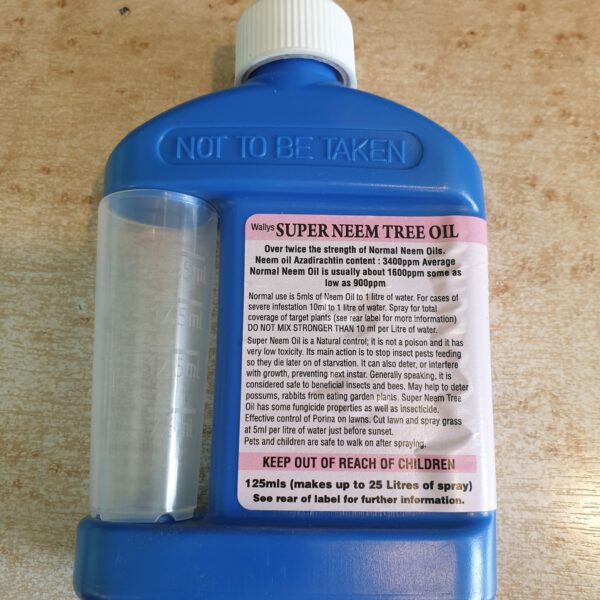 NOT TO BE TAKEN
Wallys SUPER NEEM TREE OIL
Over twice the strength of Normal Neem Oils.
Neem oil Azadirachtin content : 3400ppm Average
Normal Neem Oil is usually about 1600ppm some as
low as 900ppm
Normal use is 5mls of Neem Oil to 1 litre of water. For cases of
severe infestation 10ml to 1 litre of water. Spray for total
coverage of target plants (see rear label for more information)
DO NOT MIX STRONGER THAN 10 ml per Litre of water.
Super Neem Oil is a Natural control; it is not a poison and it has
very low toxicity. Its main action is to stop insect pests feeding
so they die later on of starvation. It can also deter, or interfere
with growth, preventing next instar. Generally speaking, it is
considered safe to beneficial insects and bees. May help to deter
possums, rabbits from eating garden plants. Super Neem Tree
Oil has some fungicide properties as well as insecticide.
Effective control of Porina on lawns. Cut lawn and spray grass
at 5ml per litre of water just before sunset.
Pets and children are safe to walk on after spraying.
KEEP OUT OF REACH OF CHILDREN
125mls (makes up to 25 Litres of spray)
See rear of label for further information.